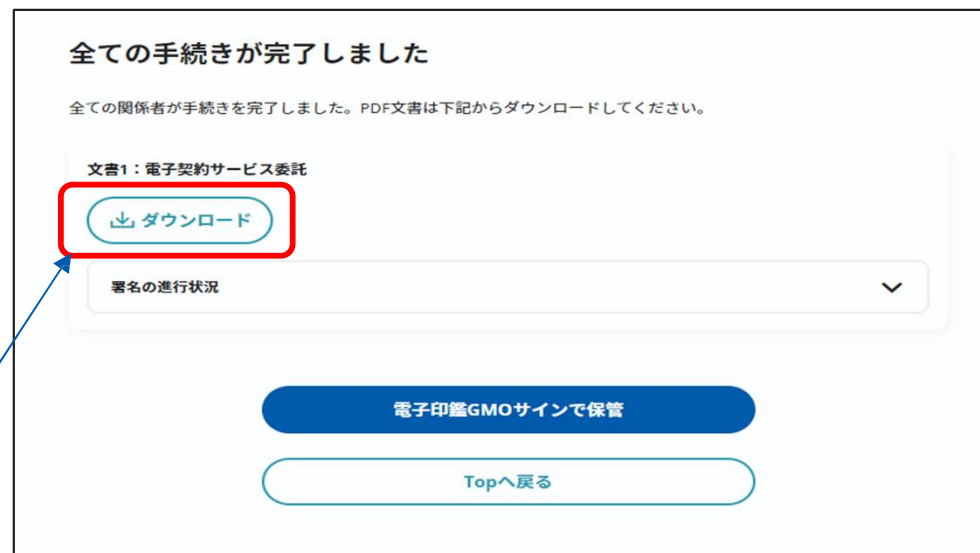 全ての手続きが完了しました
全ての関係者が手続きを完了しました。PDF文書は下記からダウンロードしてください。
文書1：電子契約サービス委託
ダウンロード
署名の進行状況
電子印鑑GMOサインで保管
Topへ戻る